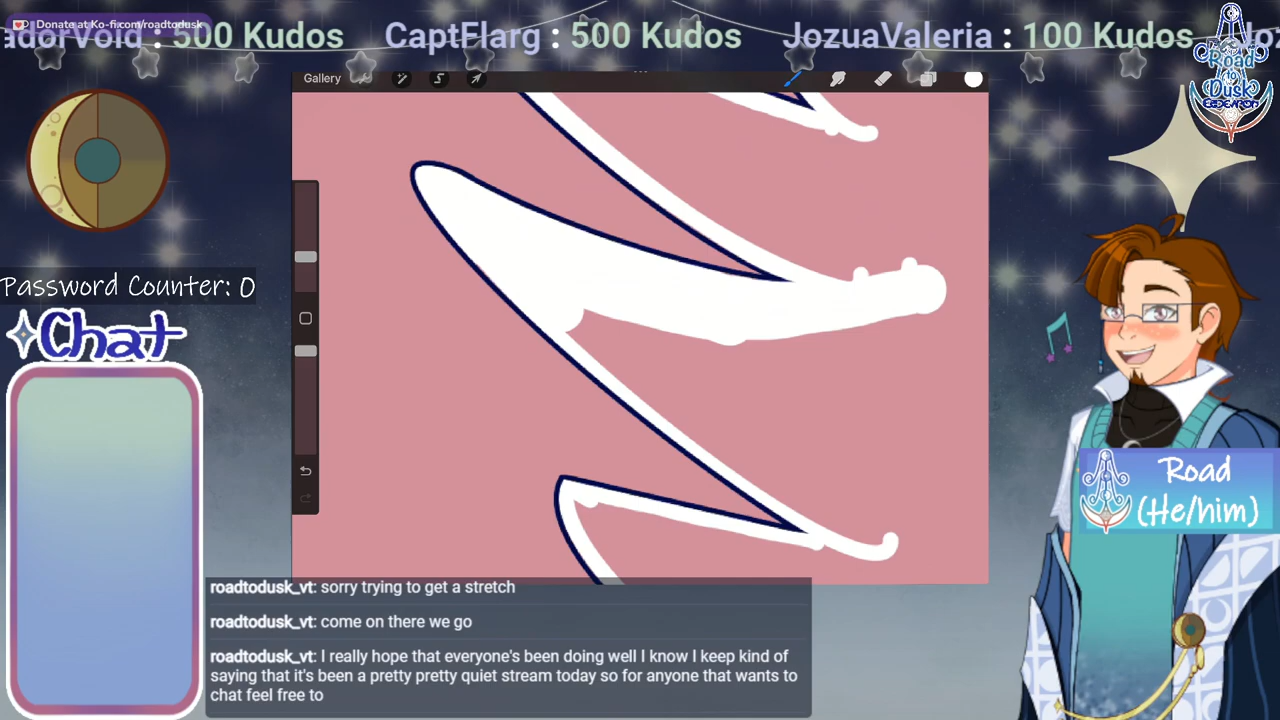 Donate at Ko-fi.com/roadtodusk
adorVoid : 500 Kudos CaptFlarg : 500 Kudos JozuaValeria : 100 Kudos Joz
Road
to
Dusk
Gallery
Password Counter: 0
Chat
Road
(He/him)
roadtodusk_vt: sorry trying to get a stretch
roadtodusk_vt: come on there we go
roadtodusk_vt: I really hope that everyone's been doing well I know I keep kind of
saying that it's been a pretty pretty quiet stream today so for anyone that wants to
chat feel free to